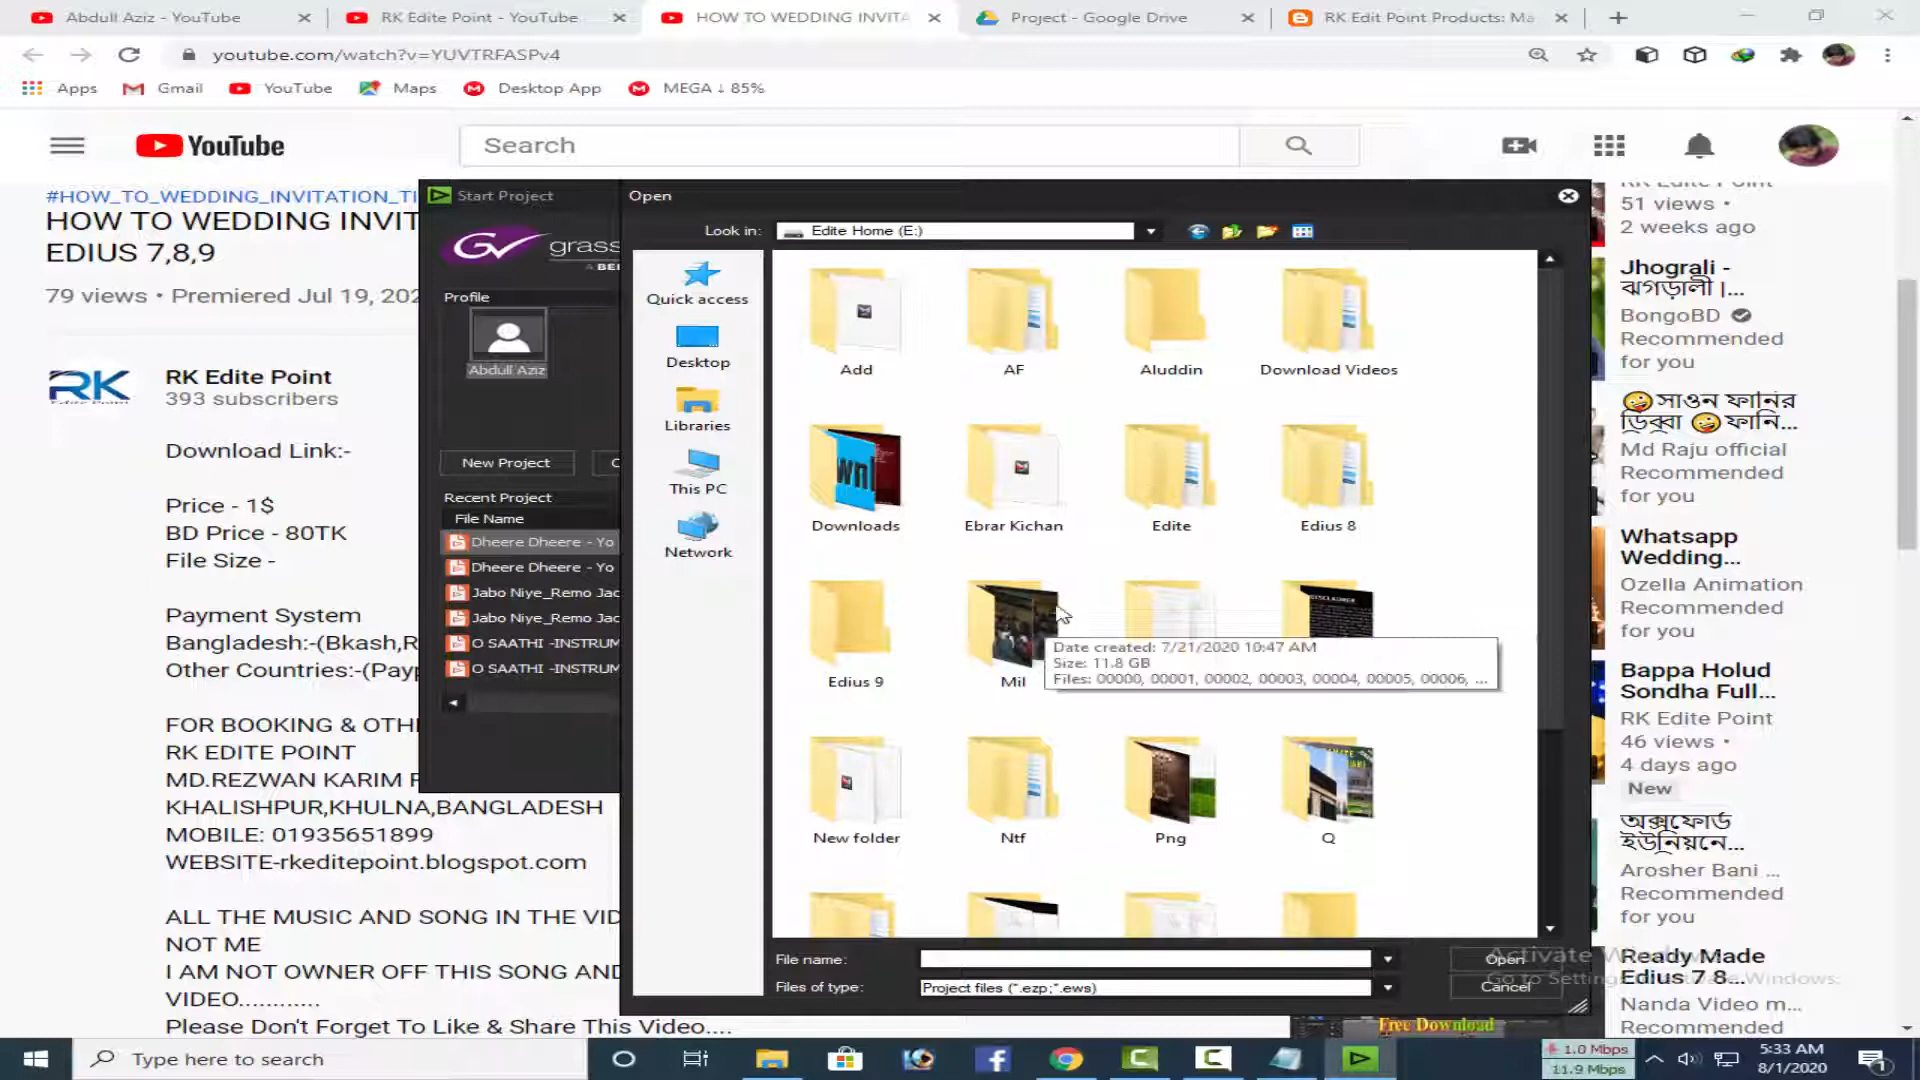 Abdull Aziz - YouTube
RK Edite Point - YouTube
HOW TO WEDDING INVITA
Project - Google Drive
RK Edit Point Products: Ma
youtube.com/watch?v=YUVTRFASPv4
Apps
Gmail
YouTube
Maps
Desktop App
MEGA ↓ 85%
YouTube
Search
#HOW_TO_WEDDING_INVITATION_TI
HOW TO WEDDING INVIT
EDIUS 7,8,9
79 views • Premiered Jul 19, 202
RK
Edite Point
RK Edite Point
393 subscribers
Download Link:-
Price - 1$
BD Price - 80TK
File Size -
Payment System
Bangladesh:-(Bkash,R
Other Countries:-(Payp
FOR BOOKING & OTH
RK EDITE POINT
MD.REZWAN KARIM
KHALISHPUR,KHULNA,BANGLADESH
MOBILE: 01935651899
WEBSITE-rkeditepoint.blogspot.com
ALL THE MUSIC AND SONG IN THE VID
NOT ME
I AM NOT OWNER OFF THIS SONG AND
VIDEO............
Please Don't Forget To Like & Share This Video....
Start Project
GV grass
A BEL
Profile
Abdull Aziz
New Project
Recent Project
File Name
Dheere Dheere - Yo
Dheere Dheere - Yo
Jabo Niye_Remo Jac
Jabo Niye_Remo Jac
O SAATHI -INSTRUM
O SAATHI -INSTRUM
Open
Look in:
Edite Home (E:)
Quick access
Desktop
Libraries
This PC
Network
Add
AF
Aluddin
Download Videos
Downloads
Ebrar Kichan
Edite
Edius 8
Edius 9
Mil
Date created: 7/21/2020 10:47 AM
Size: 11.8 GB
Files: 00000, 00001, 00002, 00003, 00004, 00005, 00006, ...
New folder
Ntf
Png
Q
File name:
Open
Files of type:
Project files (*.ezp;*.ews)
Cancel
Activate Windows
Go to Settings to activate Windows.
Free Download
RK Edite Point
51 views •
2 weeks ago
Jhograli -
ঝগড়ালী |...
BongoBD
Recommended
for you
🤪সাওন ফানির
ডিব্বা 🤪ফানি...
Md Raju official
Recommended
for you
Whatsapp
Wedding...
Ozella Animation
Recommended
for you
Bappa Holud
Sondha Full...
RK Edite Point
46 views •
4 days ago
New
অক্সফোর্ড
ইউনিয়নে...
Arosher Bani ...
Recommended
for you
Ready Made
Edius 7 8...
Nanda Video m...
Recommended
Type here to search
1.0 Mbps
11.9 Mbps
5:33 AM
8/1/2020
1